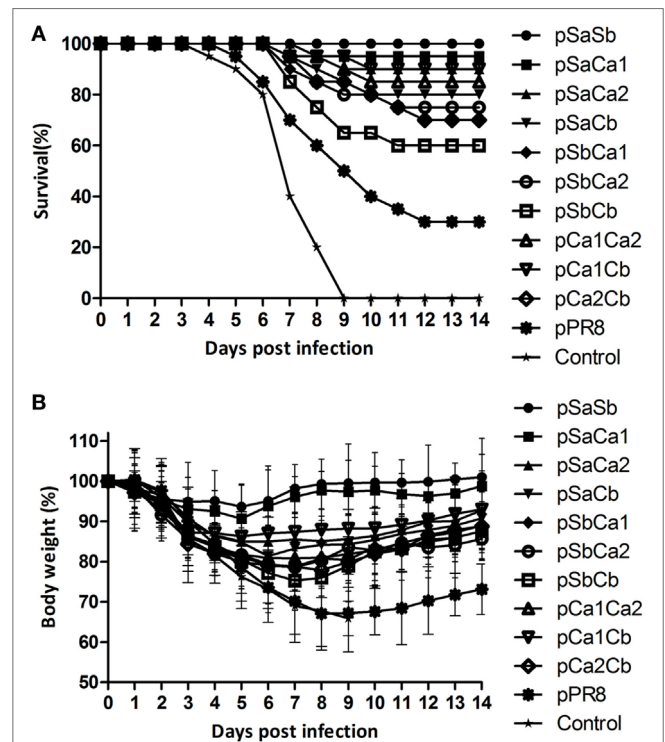 A
Survival(%)
100
80
60
40
20
0
0 1 2 3 4 5 6 7 8 9 10 11 12 13 14
Days post infection
pSaSb
pSaCa1
pSaCa2
pSaCb
pSbCa1
pSbCa2
pSbCb
pCa1Ca2
pCa1Cb
pCa2Cb
pPR8
Control
B
Body weight (%)
110
100
90
80
70
60
50
0 1 2 3 4 5 6 7 8 9 10 11 12 13 14
Days post infection
pSaSb
pSaCa1
pSaCa2
pSaCb
pSbCa1
pSbCa2
pSbCb
pCa1Ca2
pCa1Cb
pCa2Cb
pPR8
Control